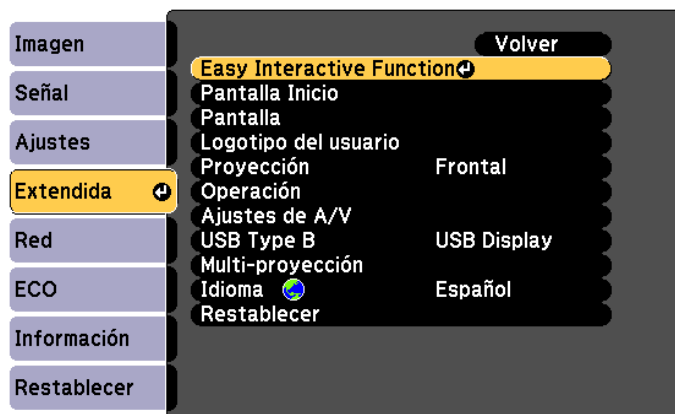 Imagen
Señal
Ajustes
Extendida
Red
ECO
Información
Restablecer
Volver
Easy Interactive Function
Pantalla Inicio
Pantalla
Logotipo del usuario
Proyección Frontal
Operación
Ajustes de A/V
USB Type B USB Display
Multi-proyección
Idioma Español
Restablecer